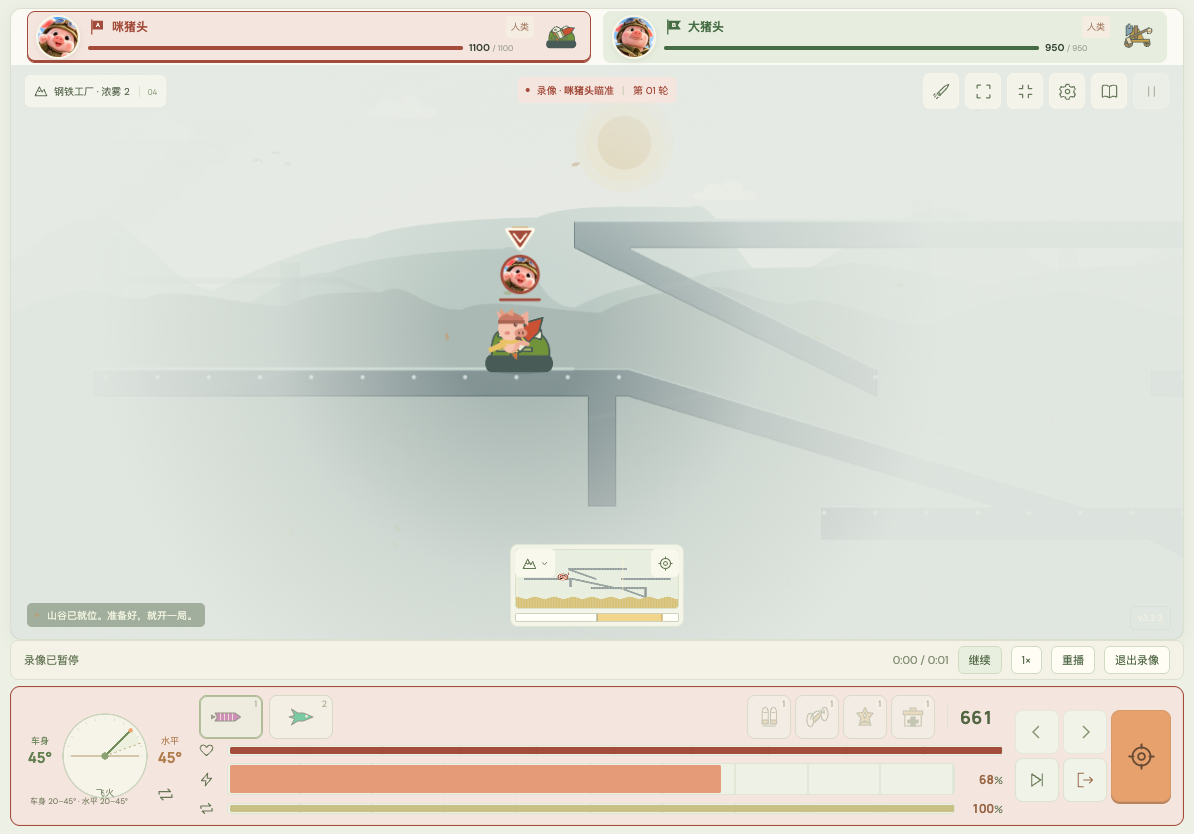 咪猪头
人类
1100 / 1100
大猪头
人类
950 / 950
钢铁工厂 · 浓雾 2 04
录像 · 咪猪头瞄准 第 01 轮
山谷已就位。准备好，就开一局。
录像已暂停
0:00 / 0:01
继续
1×
重播
退出录像
车身
45°
水平
45°
飞火
车身 20–45° · 水平 20–45°
1
2
1
1
1
1
661
68%
100%